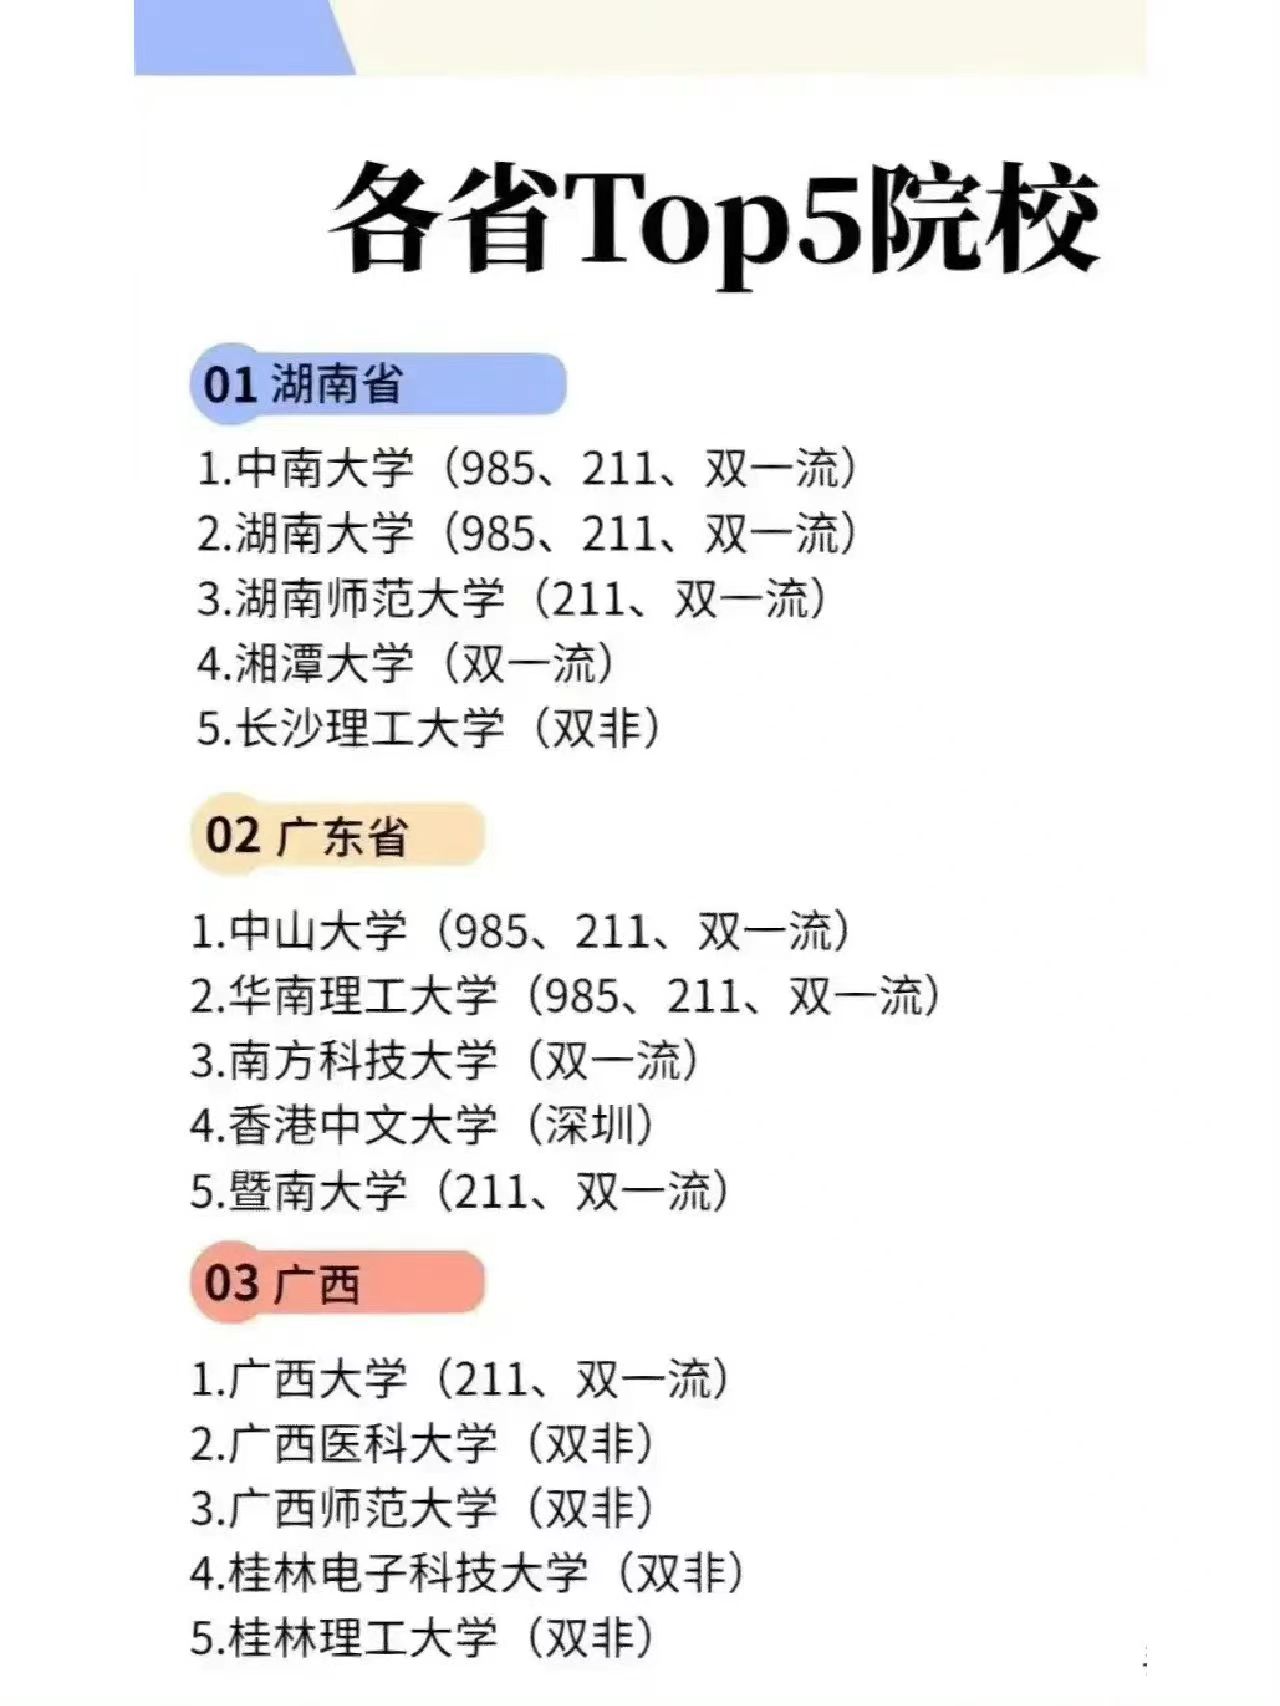 各省Top5院校
01 湖南省
1.中南大学（985、211、双一流）
2.湖南大学（985、211、双一流）
3.湖南师范大学（211、双一流）
4.湘潭大学（双一流）
5.长沙理工大学（双非）
02 广东省
1.中山大学（985、211、双一流）
2.华南理工大学（985、211、双一流）
3.南方科技大学（双一流）
4.香港中文大学（深圳）
5.暨南大学（211、双一流）
03 广西
1.广西大学（211、双一流）
2.广西医科大学（双非）
3.广西师范大学（双非）
4.桂林电子科技大学（双非）
5.桂林理工大学（双非）